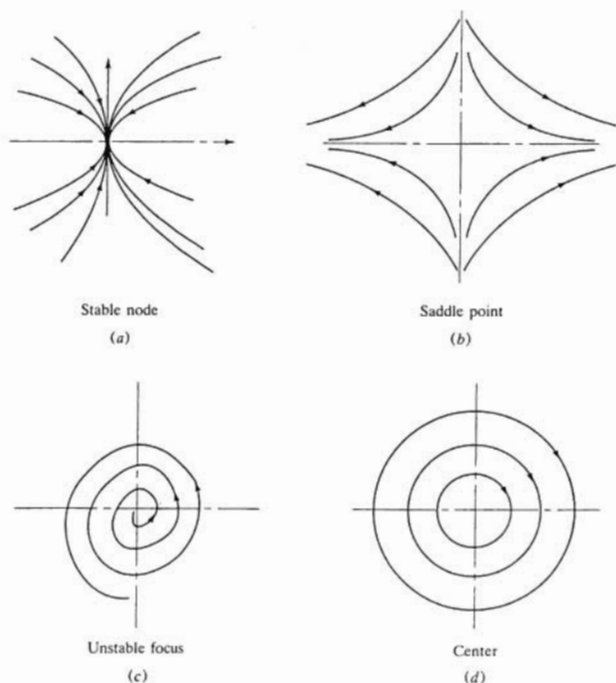 Stable node
(a)
Saddle point
(b)
Unstable focus
(c)
Center
(d)